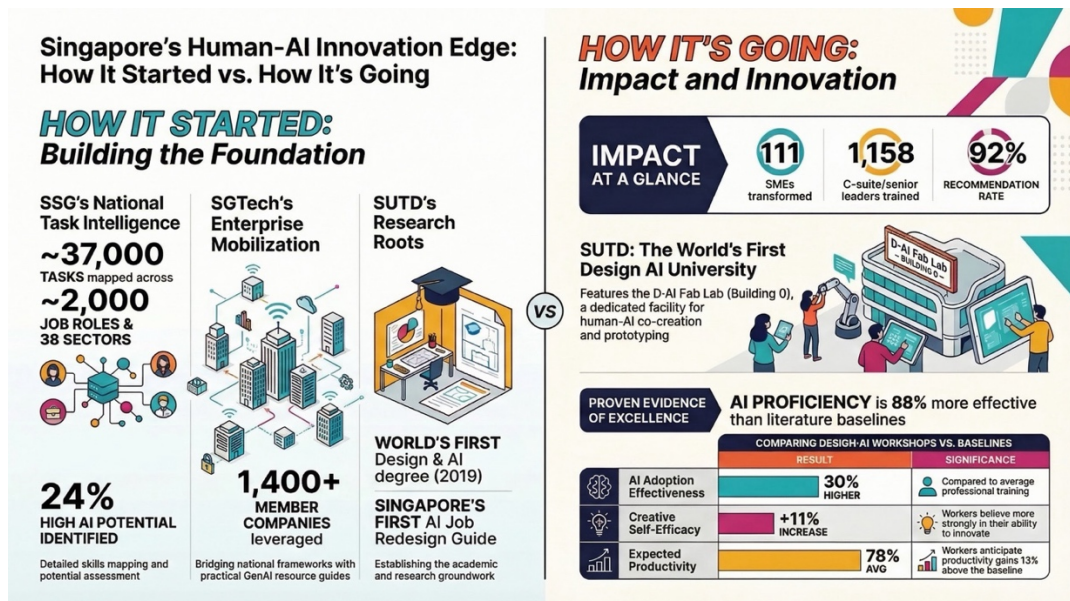 Singapore's Human-AI Innovation Edge:
How It Started vs. How It's Going
HOW IT STARTED:
Building the Foundation
SSG's National
Task Intelligence
~37,000
TASKS mapped across
~2,000
JOB ROLES &
38 SECTORS
24%
HIGH AI POTENTIAL
IDENTIFIED
Detailed skills mapping and
potential assessment
SGTech's
Enterprise
Mobilization
1,400+
MEMBER
COMPANIES
leveraged
Bridging national frameworks with
practical GenAI resource guides
SUTD's
Research
Roots
WORLD'S FIRST
Design & AI
degree (2019)
SINGAPORE'S
FIRST AI Job
Redesign Guide
Establishing the academic
and research groundwork
VS
HOW IT'S GOING:
Impact and Innovation
IMPACT
AT A GLANCE
111
SMEs
transformed
1,158
C-suite/senior
leaders trained
92%
RECOMMENDATION
RATE
SUTD: The World's First
Design AI University
Features the D-AI Fab Lab (Building 0),
a dedicated facility for
human-AI co-creation
and prototyping
D-AI Fab Lab
- BUILDING 0 -
PROVEN EVIDENCE
OF EXCELLENCE
AI PROFICIENCY is 88% more effective
than literature baselines
COMPARING DESIGN-AI WORKSHOPS VS. BASELINES
RESULT
SIGNIFICANCE
AI Adoption
Effectiveness
30%
HIGHER
Compared to average
professional training
Creative
Self-Efficacy
+11%
INCREASE
Workers believe more
strongly in their ability
to innovate
Expected
Productivity
78%
AVG
Workers anticipate
productivity gains 13%
above the baseline